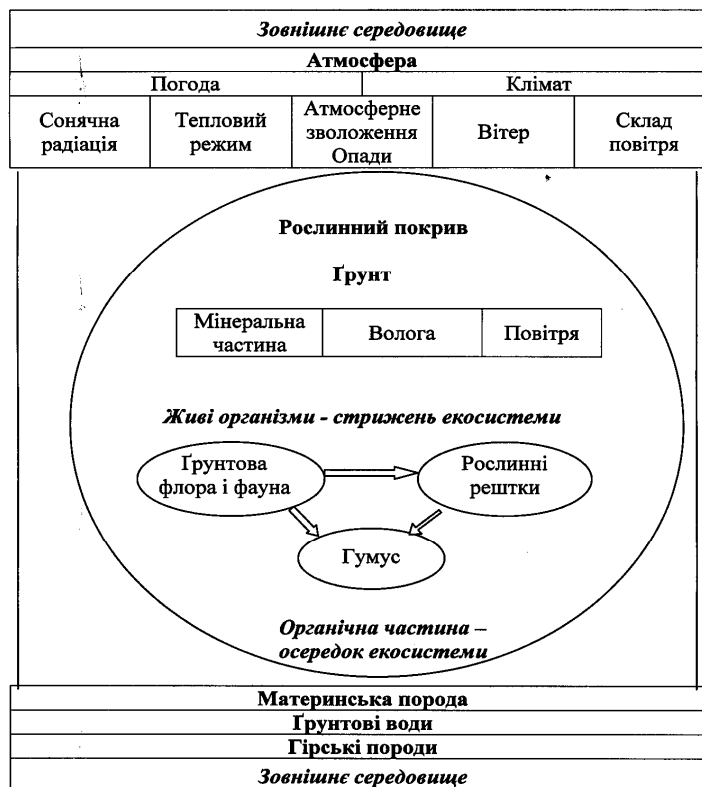 Зовнішнє середовище
Атмосфера
Погода
Клімат
Сонячна
радіація
Тепловий
режим
Атмосферне
зволоження
Опади
Вітер
Склад
повітря
Рослинний покрив
Ґрунт
Мінеральна
частина
Волога
Повітря
Живі організми - стрижень екосистеми
Ґрунтова
флора і фауна
Рослинні
рештки
Гумус
Органічна частина –
осередок екосистеми
Материнська порода
Ґрунтові води
Гірські породи
Зовнішнє середовище